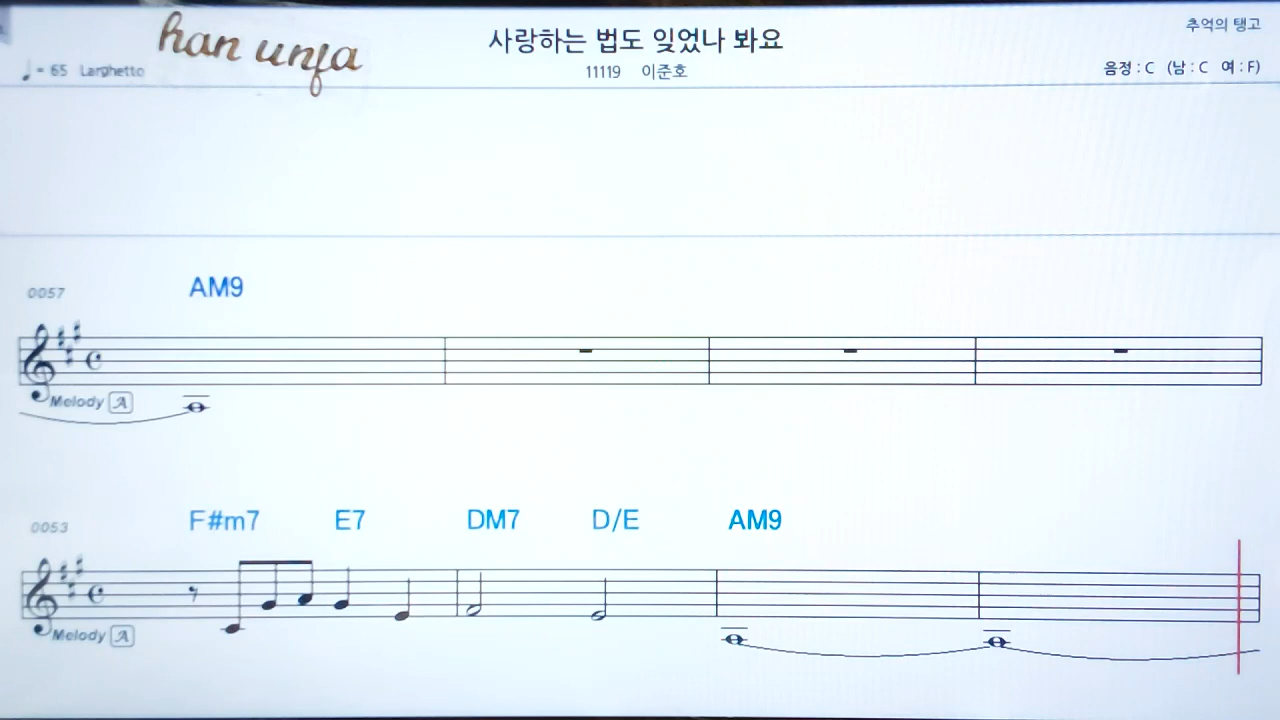 han unfa
사랑하는 법도 잊었나 봐요
추억의 탱고
♩= 65 Larghetto
11119 이준호
음정 : C (남 : C 여 : F)
0057
AM9
Melody A
0053
F#m7 E7 DM7 D/E AM9
Melody A